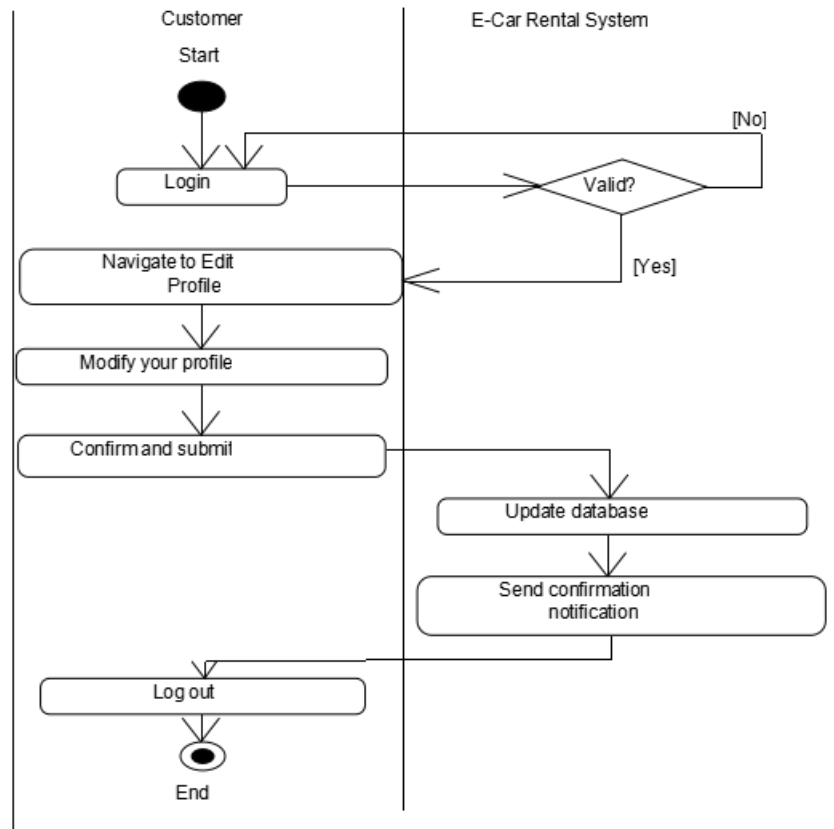 Customer
E-Car Rental System
Start
[No]
Login
Valid?
Navigate to Edit
Profile
[Yes]
Modify your profile
Confirm and submit
Update database
Send confirmation
notification
Log out
End